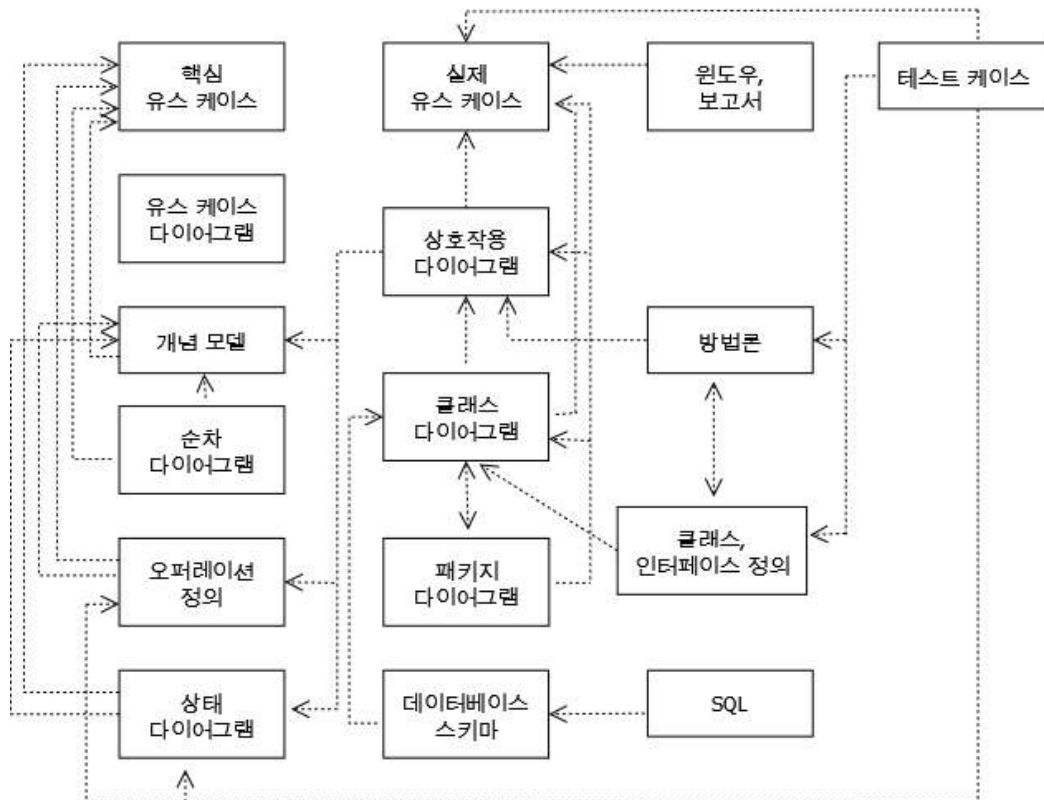 핵심
유스 케이스
실제
유스 케이스
윈도우,
보고서
테스트 케이스
유스 케이스
다이어그램
상호작용
다이어그램
개념 모델
방법론
순차
다이어그램
클래스
다이어그램
오퍼레이션
정의
패키지
다이어그램
클래스,
인터페이스 정의
상태
다이어그램
데이터베이스
스키마
SQL